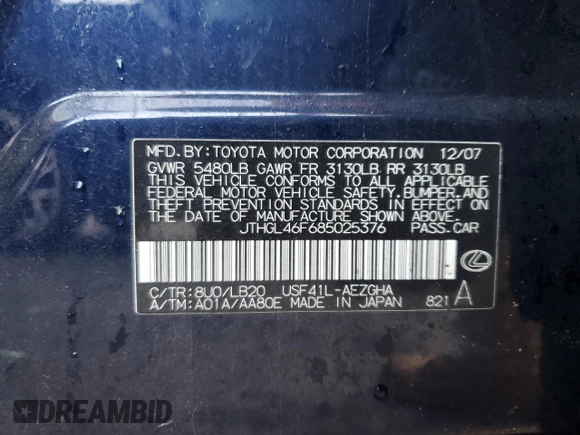 MFD. BY: TOYOTA MOTOR CORPORATION 12/07
GVWR 5480LB GAWR FR 3130LB RR 3130LB
THIS VEHICLE CONFORMS TO ALL APPLICABLE
FEDERAL MOTOR VEHICLE SAFETY, BUMPER, AND
THEFT PREVENTION STANDARDS IN EFFECT ON
THE DATE OF MANUFACTURE SHOWN ABOVE.
JTHGL46F685025376 PASS.CAR
C/TR:8U0/LB20 USF41L-AEZGHA
A/TM:A01A/AA80E MADE IN JAPAN 821 A
DREAMBID